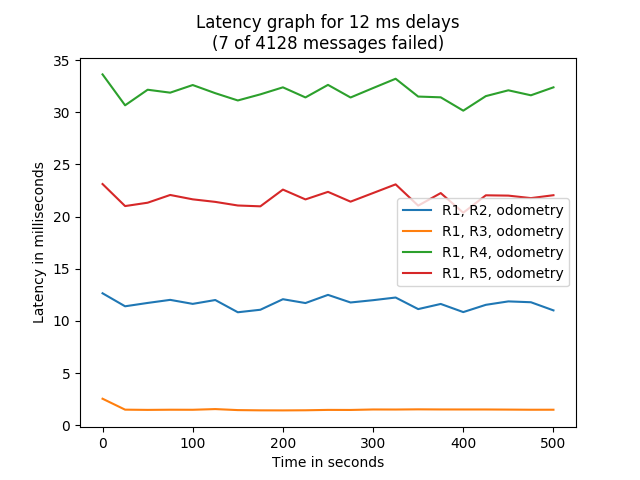 Latency graph for 12 ms delays
(7 of 4128 messages failed)
Latency in milliseconds
35
30
25
20
15
10
5
0
R1, R2, odometry
R1, R3, odometry
R1, R4, odometry
R1, R5, odometry
0 100 200 300 400 500
Time in seconds